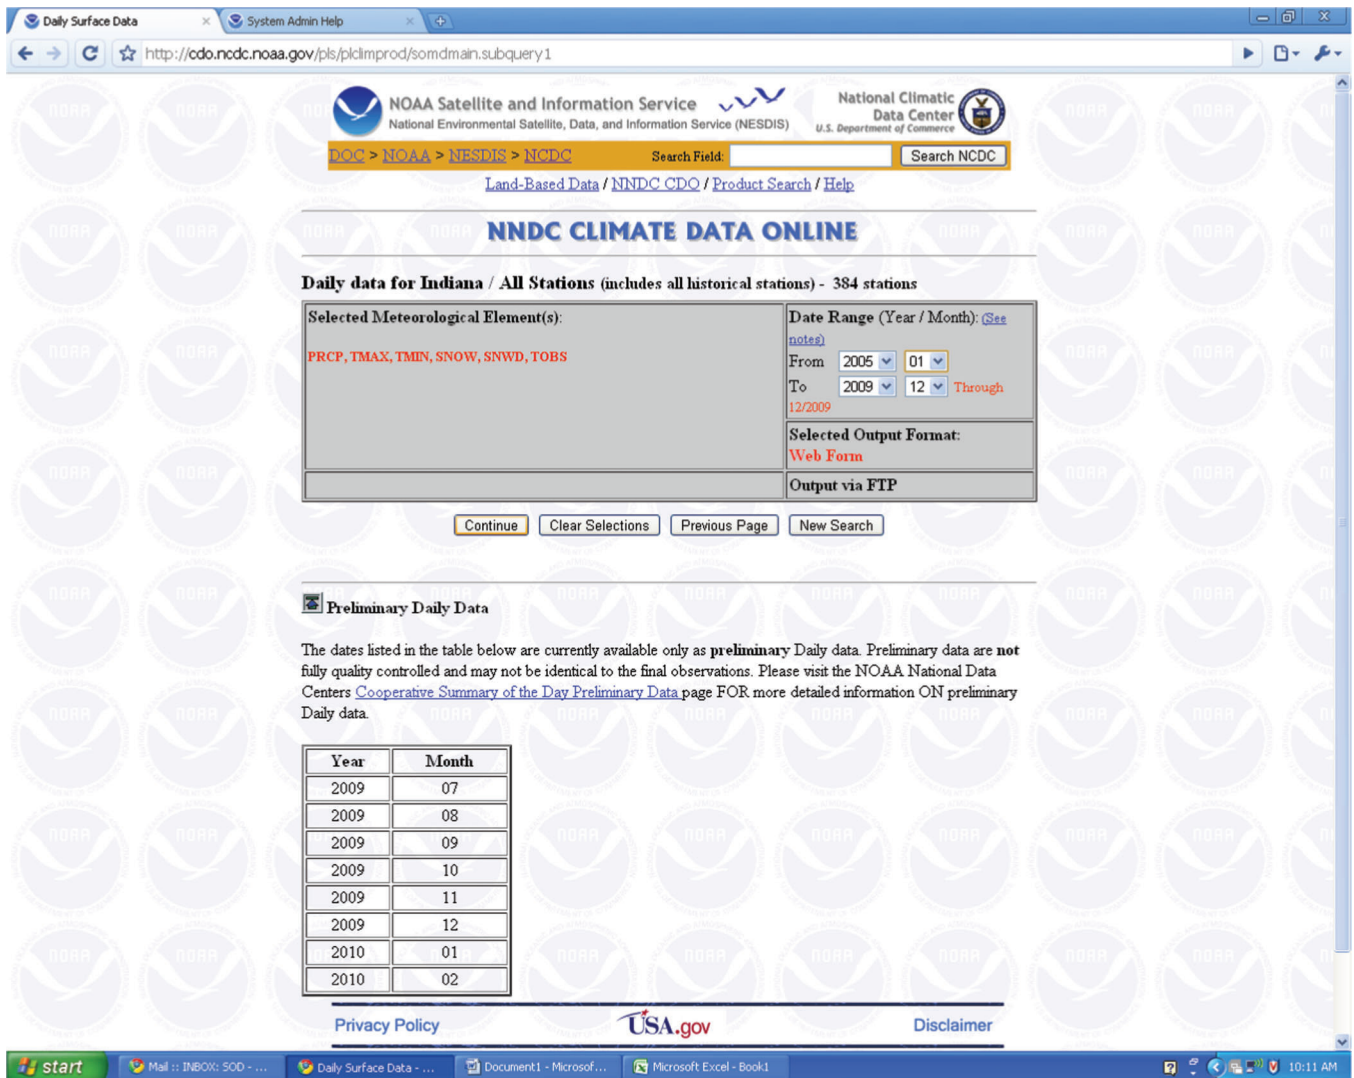 Daily Surface Data
System Admin Help
http://cdo.ncdc.noaa.gov/pls/plclimprod/somdmain.subquery1
NOAA Satellite and Information Service
National Environmental Satellite, Data, and Information Service (NESDIS)
National Climatic
Data Center
U.S. Department of Commerce
DOC > NOAA > NESDIS > NCDC
Search Field:
Search NCDC
Land-Based Data / NNDC CDO / Product Search / Help
NNDC CLIMATE DATA ONLINE
Daily data for Indiana / All Stations (includes all historical stations) - 384 stations
Selected Meteorological Element(s):
PRCP, TMAX, TMIN, SNOW, SNWD, TOBS
Date Range (Year / Month): (See
notes)
From 2005 01
To 2009 12 Through
12/2009
Selected Output Format:
Web Form
Output via FTP
Continue Clear Selections Previous Page New Search
Preliminary Daily Data
The dates listed in the table below are currently available only as preliminary Daily data. Preliminary data are not
fully quality controlled and may not be identical to the final observations. Please visit the NOAA National Data
Centers Cooperative Summary of the Day Preliminary Data page FOR more detailed information ON preliminary
Daily data.
Year Month
2009 07
2009 08
2009 09
2009 10
2009 11
2009 12
2010 01
2010 02
Privacy Policy
USA.gov
Disclaimer
start
Mail :: INBOX: SOD - ...
Daily Surface Data - ...
Document1 - Microsof...
Microsoft Excel - Book1
10:11 AM